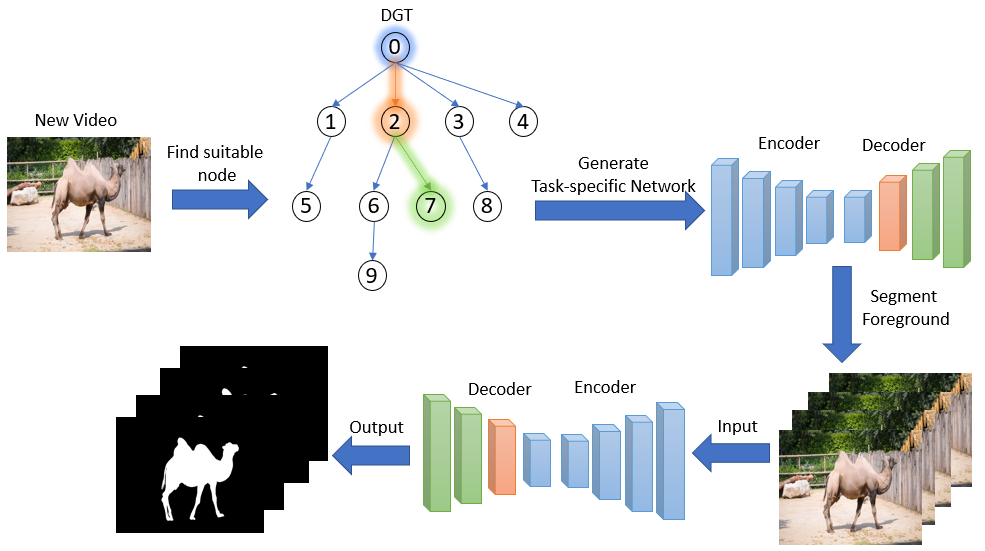 DGT
0
1
2
3
4
New Video
Find suitable
node
5
6
7
8
9
Generate
Task-specific Network
Encoder
Decoder
Segment
Foreground
Input
Encoder
Decoder
Output